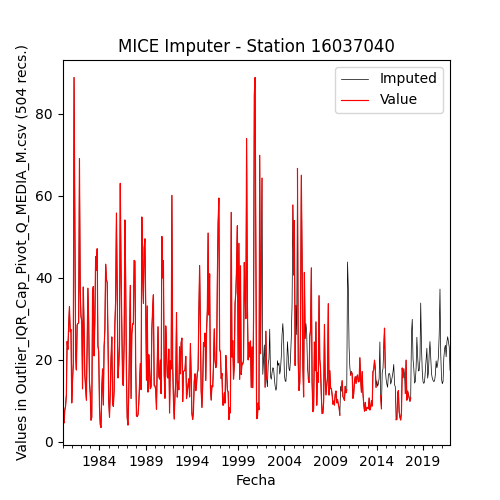 MICE Imputer - Station 16037040
Imputed
Value
Values in Outlier_IQR_Cap_Pivot_Q_MEDIA_M.csv (504 recs.)
80
60
40
20
0
1984 1989 1994 1999 2004 2009 2014 2019
Fecha